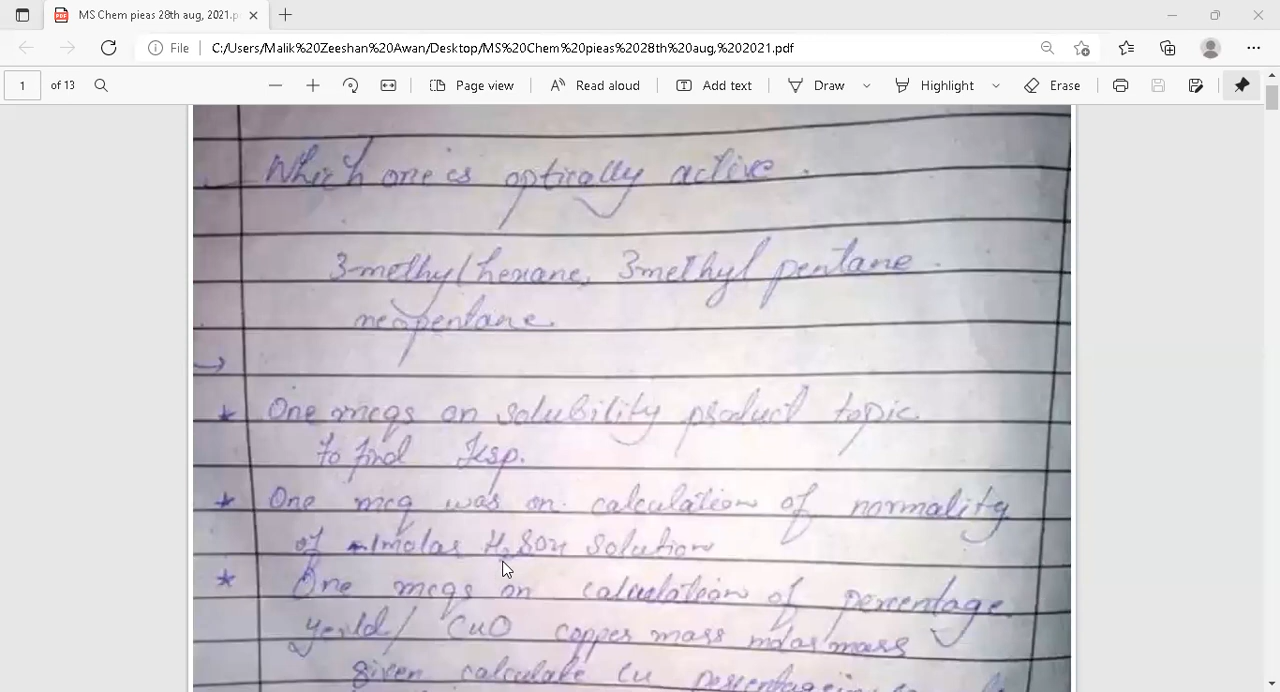 MS Chem pieas 28th aug, 2021.p
File
C:/Users/Malik%20Zeeshan%20Awan/Desktop/MS%20Chem%20pieas%2028th%20aug,%202021.pdf
1 of 13
Page view
Read aloud
Add text
Draw
Highlight
Erase
Which one is optically active.
3-methyl hexane, 3methyl pentane.
neopentane.
→
* One mcqs on solubility product topic
to find Ksp.
* One mcq was on calculation of normality
of 1molar H2SO4 solution
* One mcqs on calculation of percentage
yeild/ CuO copper mass molar mass
given calculate Cu percentage